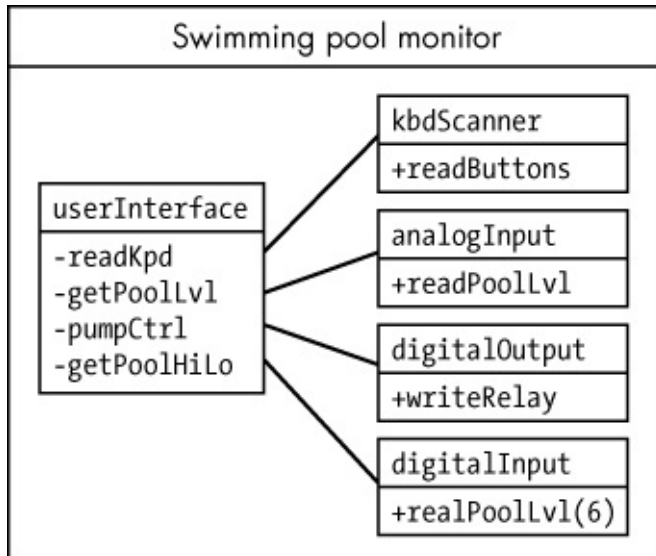 Swimming pool monitor
userInterface
-readKpd
-getPoolLvl
-pumpCtrl
-getPoolHiLo
kbdScanner
+readButtons
analogInput
+readPoolLvl
digitalOutput
+writeRelay
digitalInput
+realPoolLvl(6)